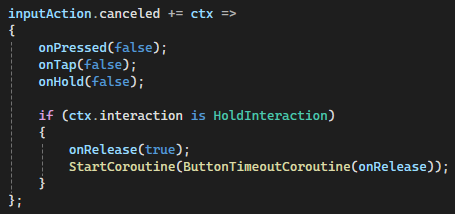 inputAction.canceled += ctx =>
{
    onPressed(false);
    onTap(false);
    onHold(false);

    if (ctx.interaction is HoldInteraction)
    {
        onRelease(true);
        StartCoroutine(ButtonTimeoutCoroutine(onRelease));
    }
};